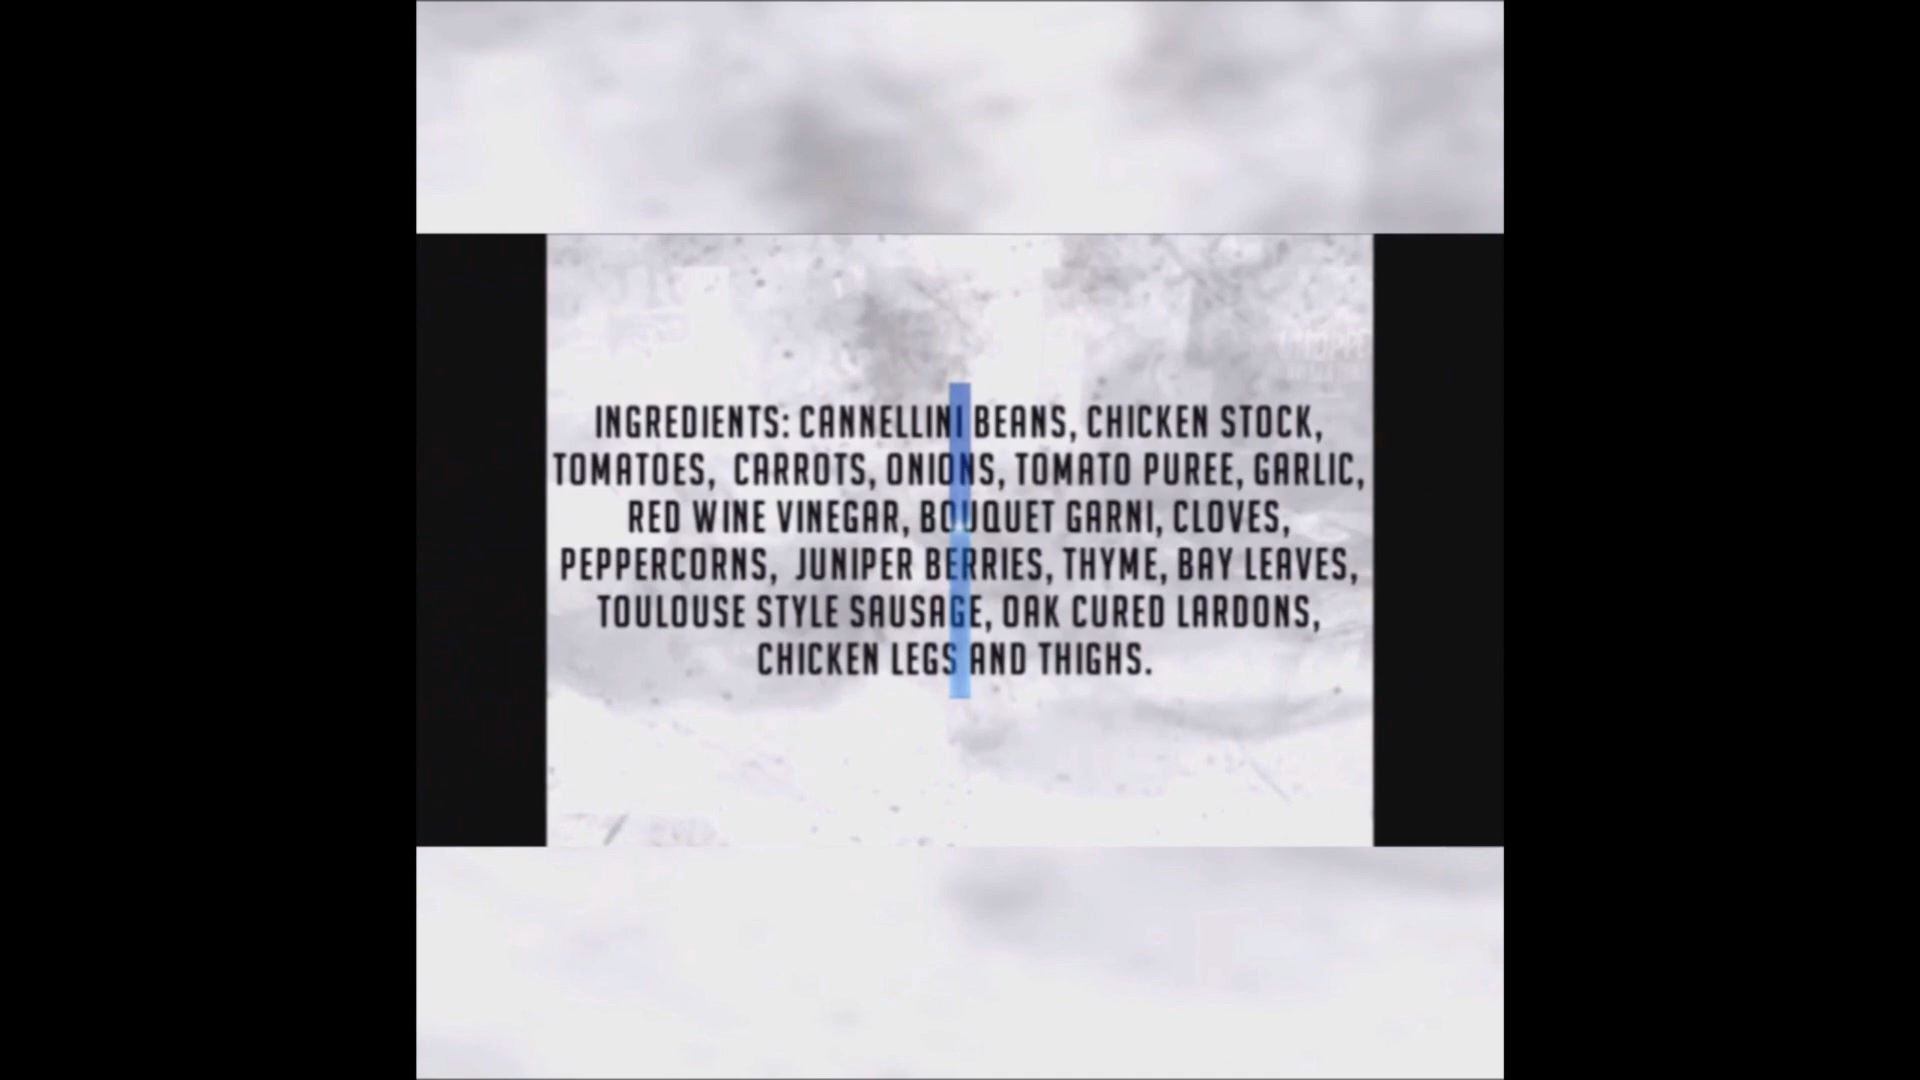 INGREDIENTS: CANNELLINI BEANS, CHICKEN STOCK,
TOMATOES, CARROTS, ONIONS, TOMATO PUREE, GARLIC,
RED WINE VINEGAR, BOUQUET GARNI, CLOVES,
PEPPERCORNS, JUNIPER BERRIES, THYME, BAY LEAVES,
TOULOUSE STYLE SAUSAGE, OAK CURED LARDONS,
CHICKEN LEGS AND THIGHS.